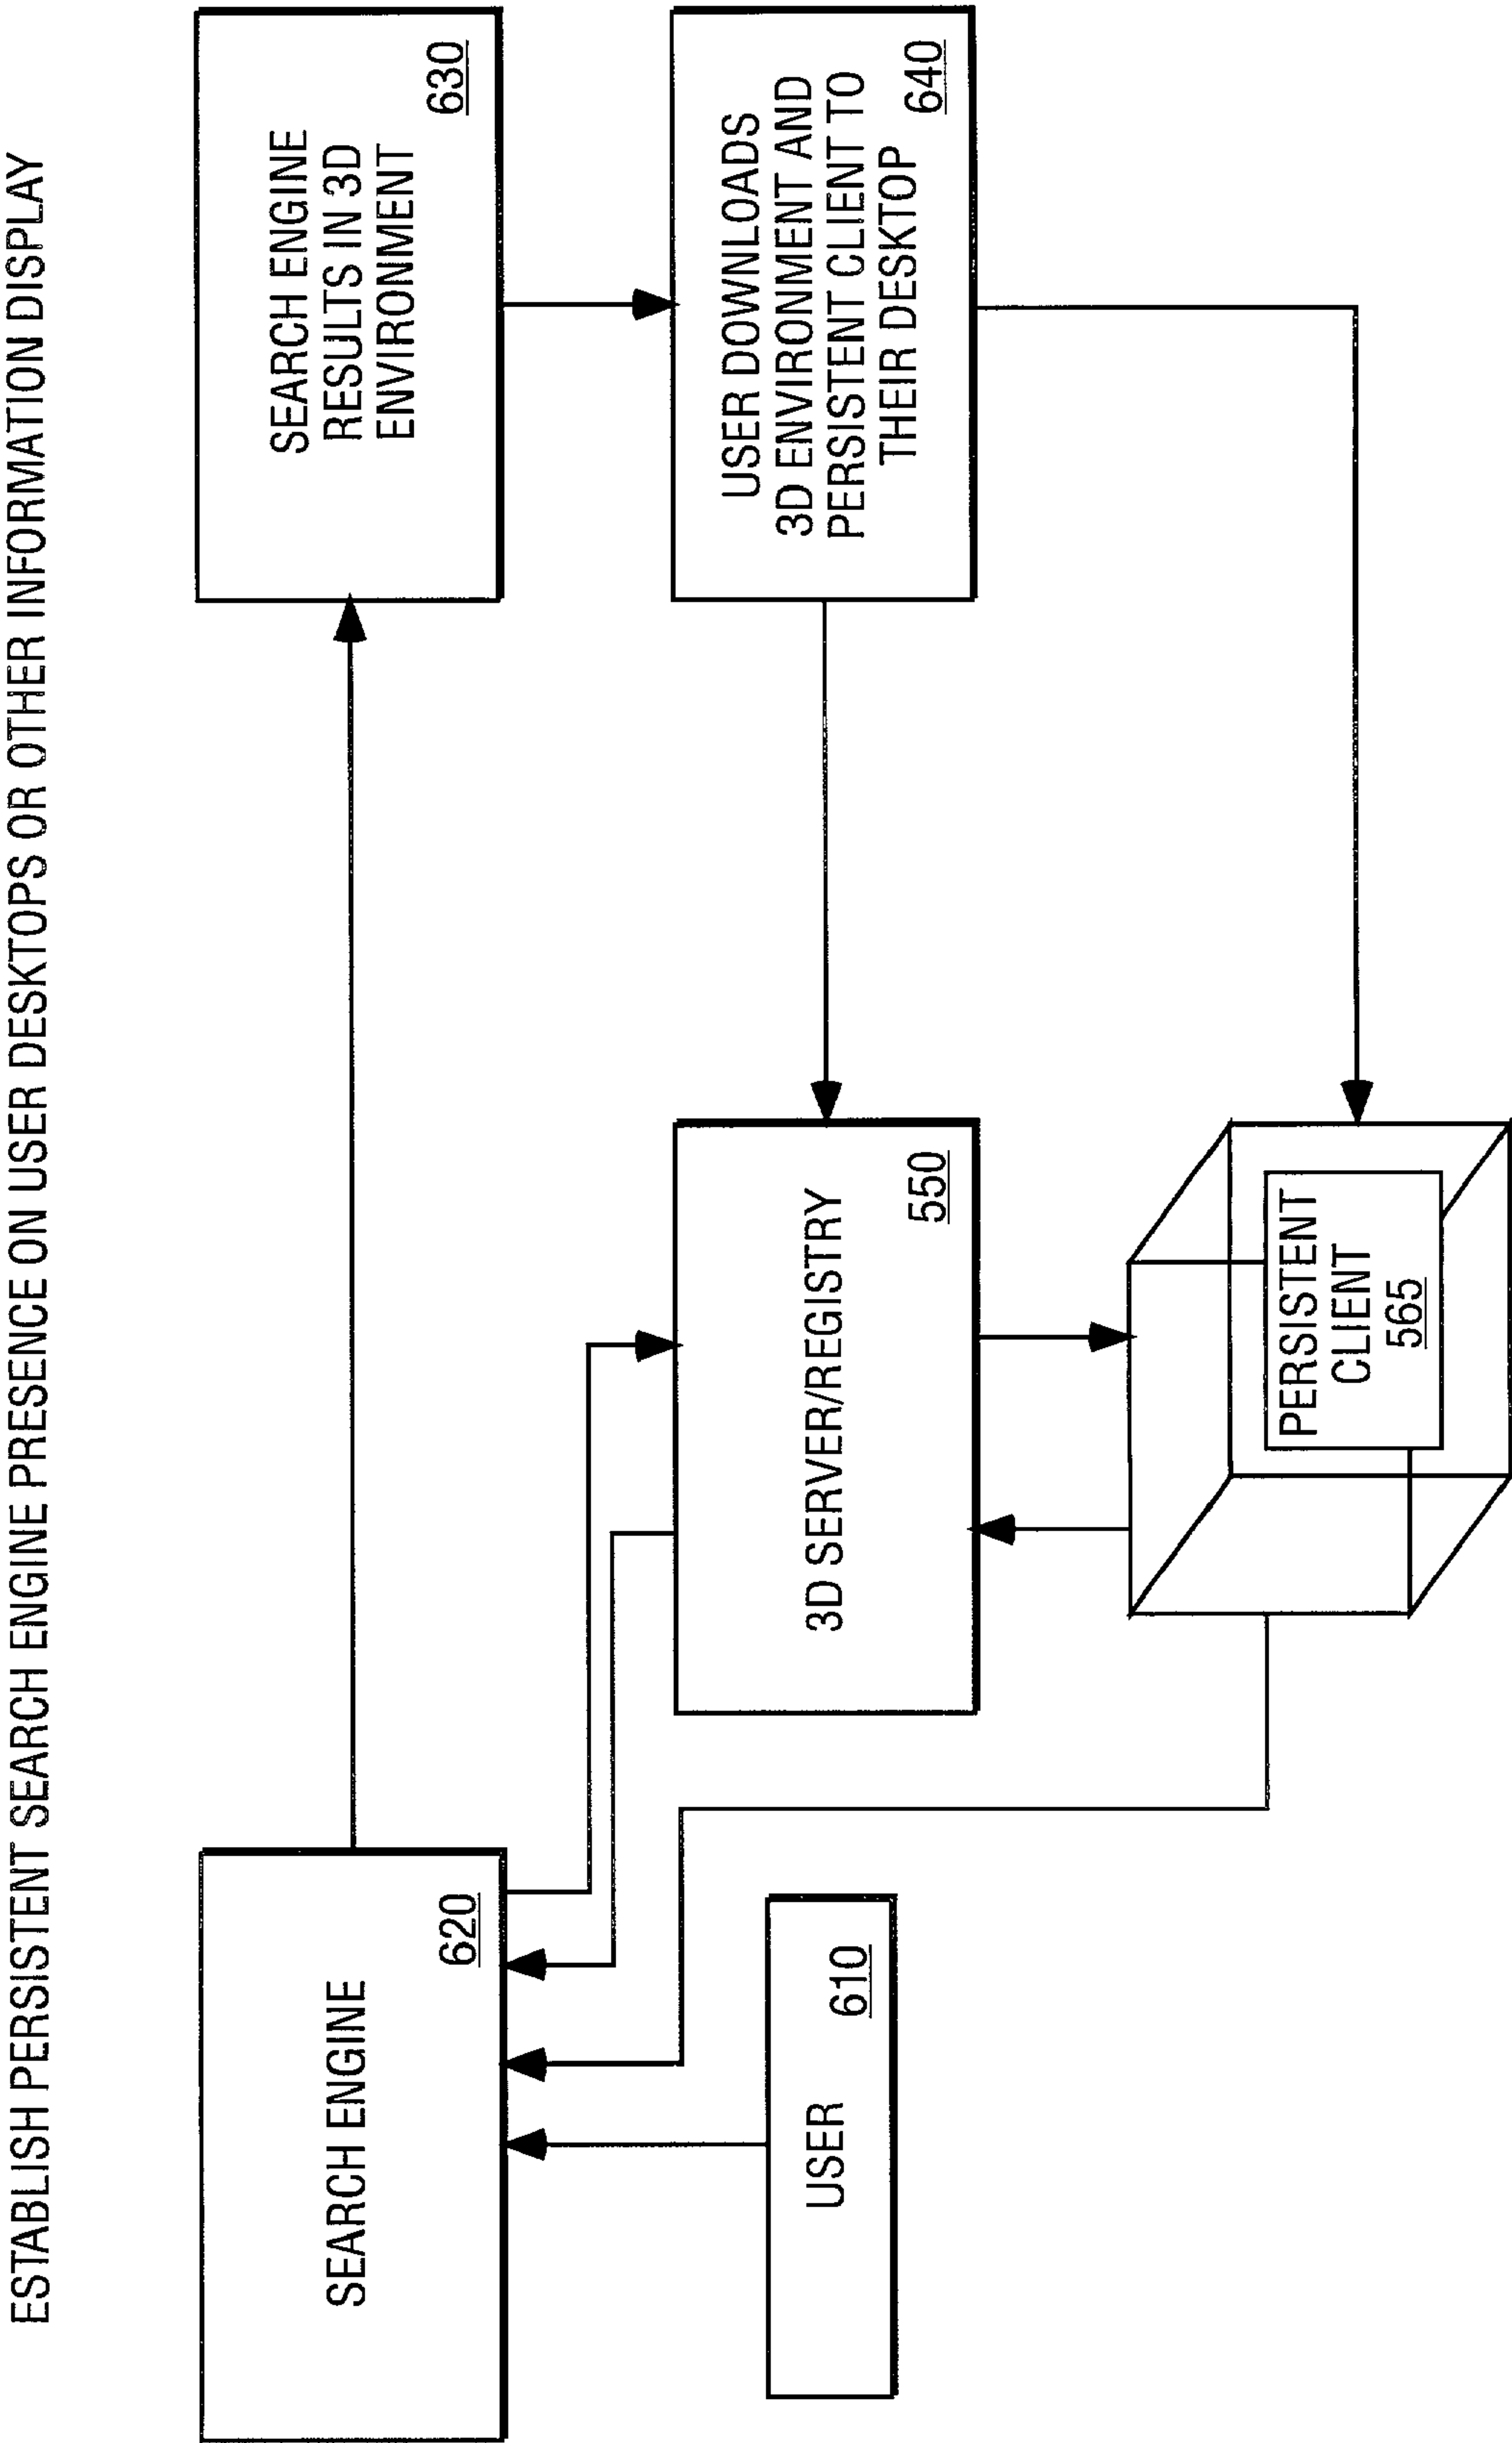 ESTABLISH PERSISTENT SEARCH ENGINE PRESENCE ON USER DESKTOPS OR OTHER INFORMATION DISPLAY
SEARCH ENGINE
620
SEARCH ENGINE
RESULTS IN 3D
ENVIRONMENT
630
USER
610
3D SERVER/REGISTRY
550
USER DOWNLOADS
3D ENVIRONMENT AND
PERSISTENT CLIENT TO
THEIR DESKTOP
640
PERSISTENT
CLIENT
565